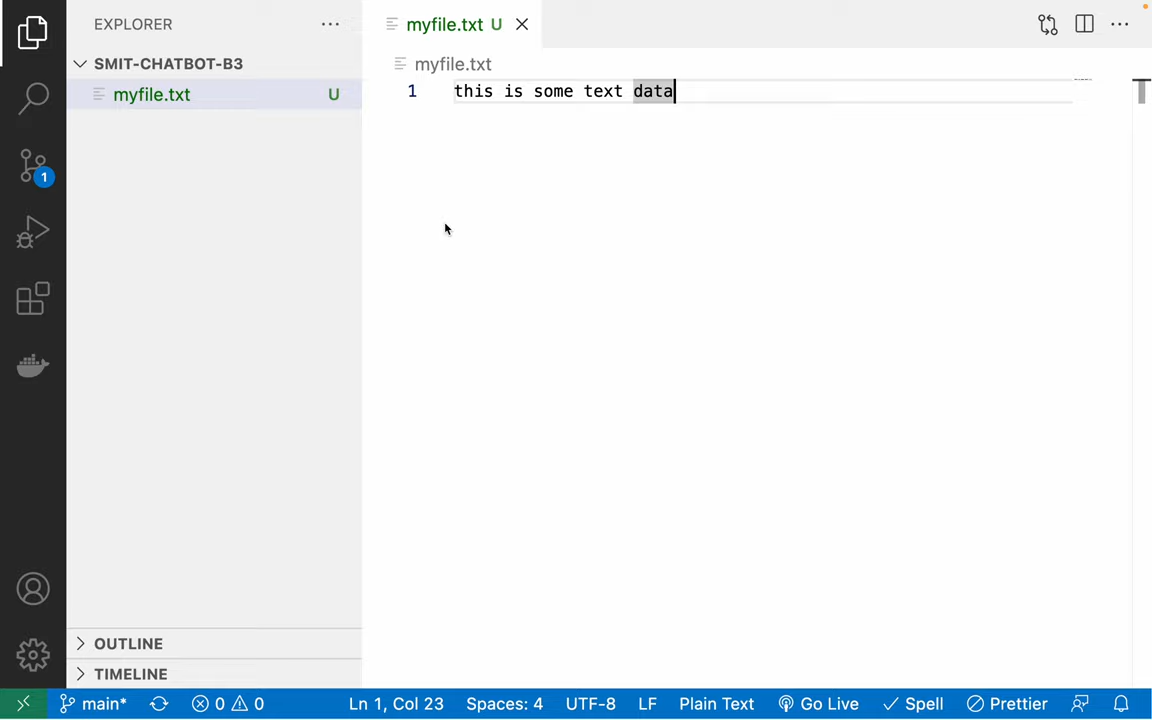 EXPLORER
SMIT-CHATBOT-B3
myfile.txt U
myfile.txt U
myfile.txt
1 this is some text data
1
OUTLINE
TIMELINE
main* 0 0 Ln 1, Col 23 Spaces: 4 UTF-8 LF Plain Text Go Live Spell Prettier